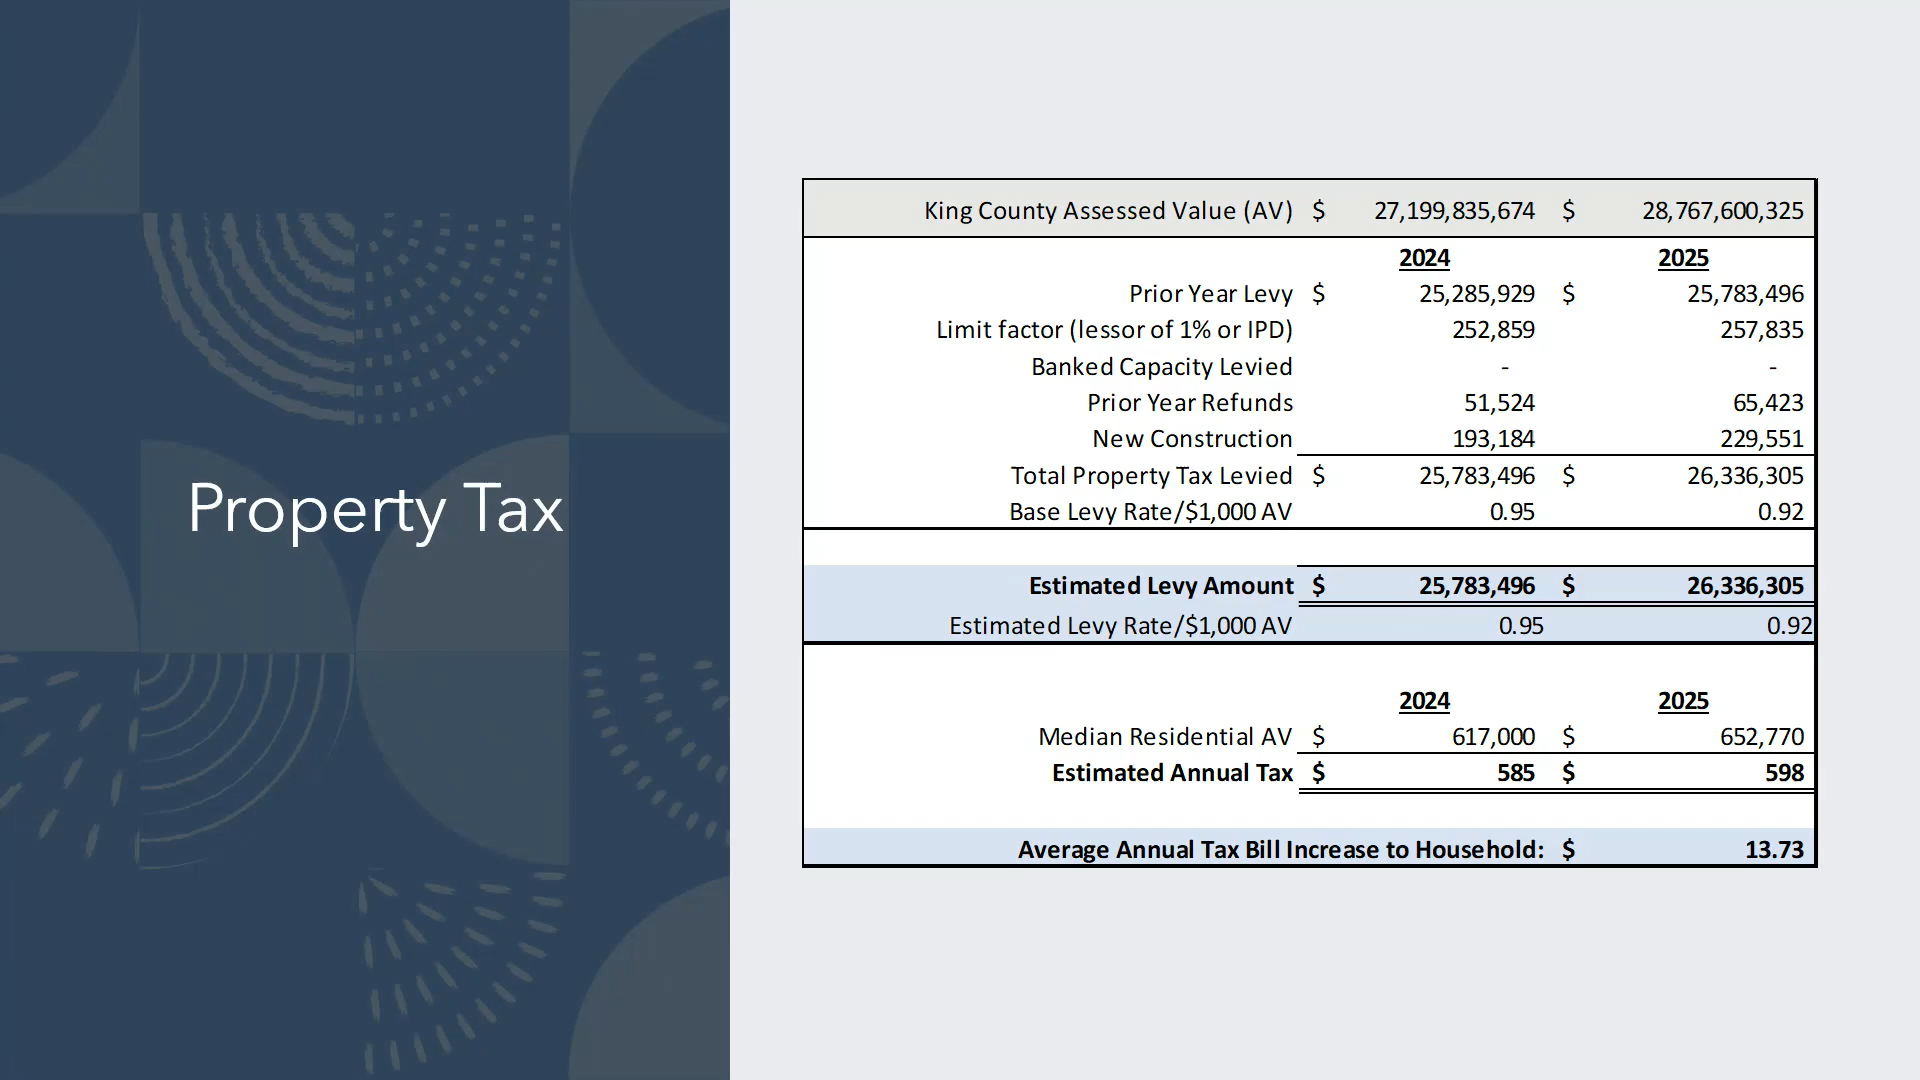 Property Tax
King County Assessed Value (AV) $ 27,199,835,674 $ 28,767,600,325
2024 2025
Prior Year Levy $ 25,285,929 $ 25,783,496
Limit factor (lessor of 1% or IPD) 252,859 257,835
Banked Capacity Levied - -
Prior Year Refunds 51,524 65,423
New Construction 193,184 229,551
Total Property Tax Levied $ 25,783,496 $ 26,336,305
Base Levy Rate/$1,000 AV 0.95 0.92
Estimated Levy Amount $ 25,783,496 $ 26,336,305
Estimated Levy Rate/$1,000 AV 0.95 0.92
2024 2025
Median Residential AV $ 617,000 $ 652,770
Estimated Annual Tax $ 585 $ 598
Average Annual Tax Bill Increase to Household: $ 13.73